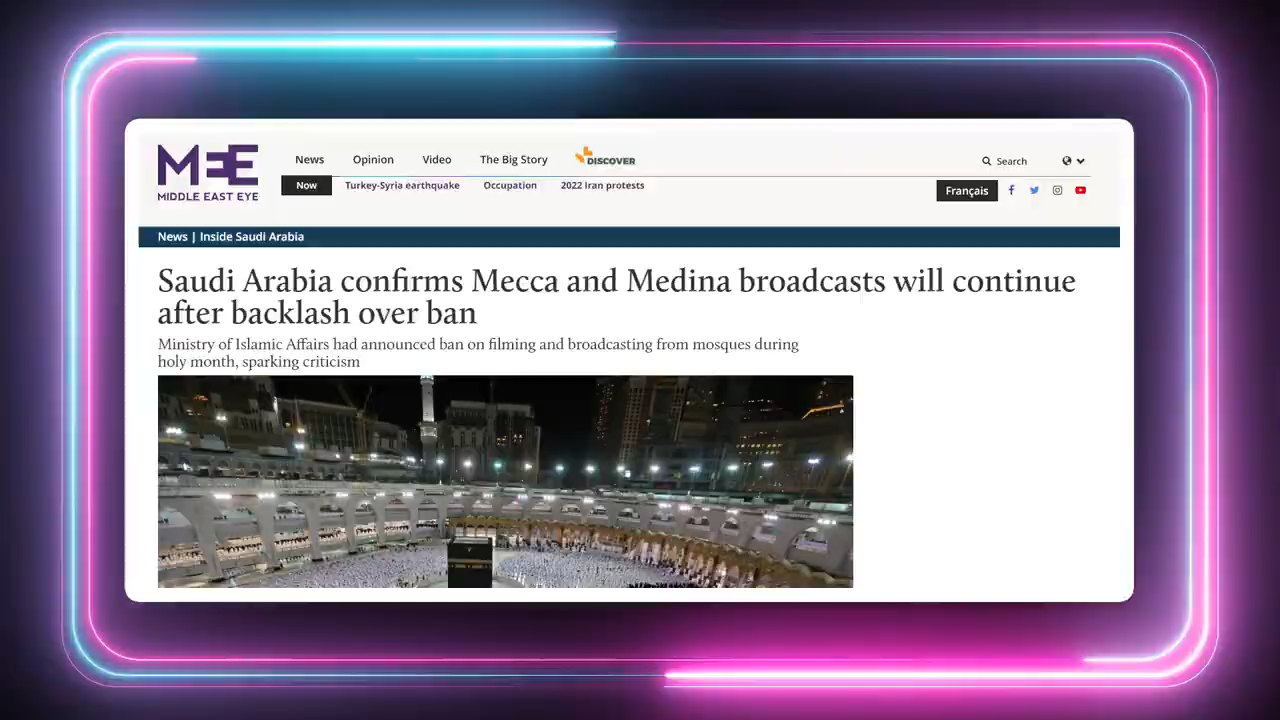 MEE
MIDDLE EAST EYE
News Opinion Video The Big Story DISCOVER
Search
Now Turkey-Syria earthquake Occupation 2022 Iran protests
Français
News | Inside Saudi Arabia
Saudi Arabia confirms Mecca and Medina broadcasts will continue
after backlash over ban
Ministry of Islamic Affairs had announced ban on filming and broadcasting from mosques during
holy month, sparking criticism